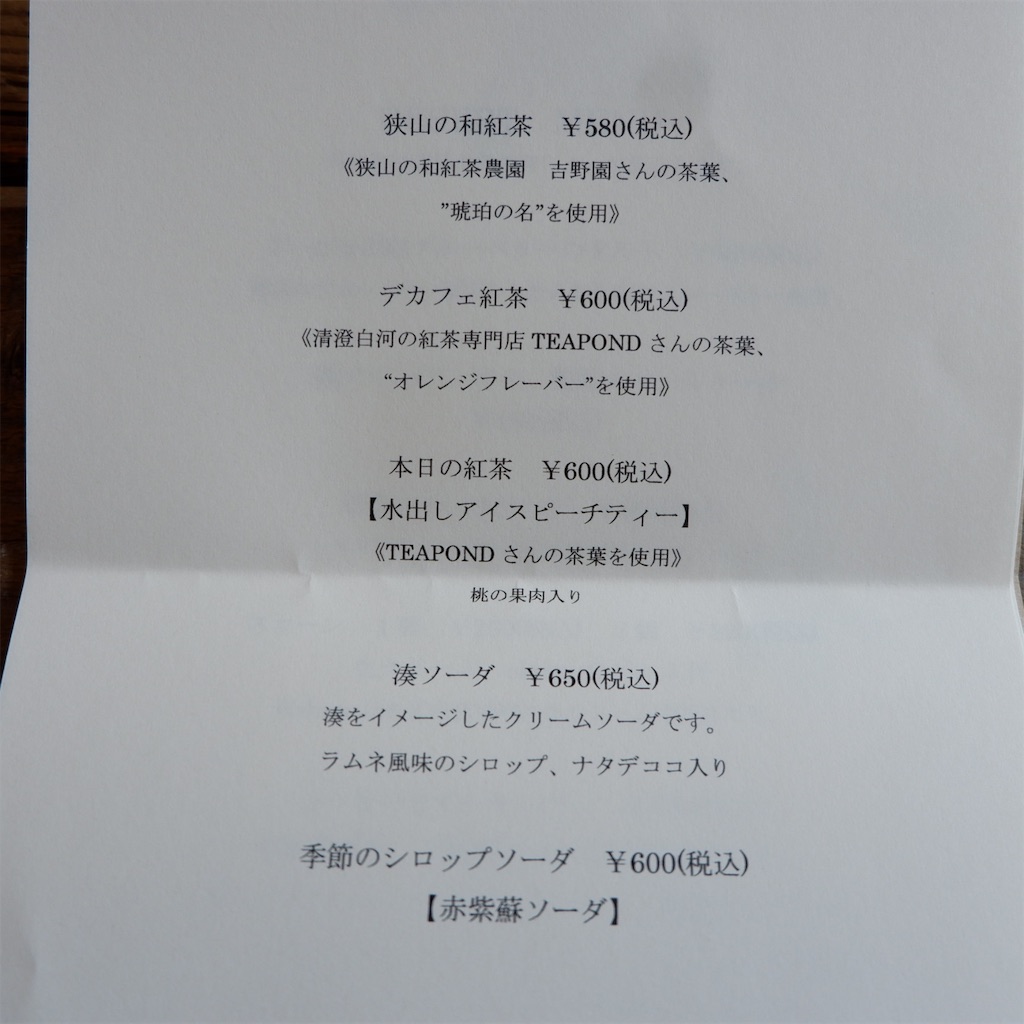 狭山の和紅茶　￥580(税込)
《狭山の和紅茶農園　吉野園さんの茶葉、
”琥珀の名”を使用》
デカフェ紅茶　￥600(税込)
《清澄白河の紅茶専門店 TEAPOND さんの茶葉、
“オレンジフレーバー”を使用》
本日の紅茶　￥600(税込)
【水出しアイスピーチティー】
《TEAPOND さんの茶葉を使用》
桃の果肉入り
湊ソーダ　￥650(税込)
湊をイメージしたクリームソーダです。
ラムネ風味のシロップ、ナタデココ入り
季節のシロップソーダ　￥600(税込)
【赤紫蘇ソーダ】